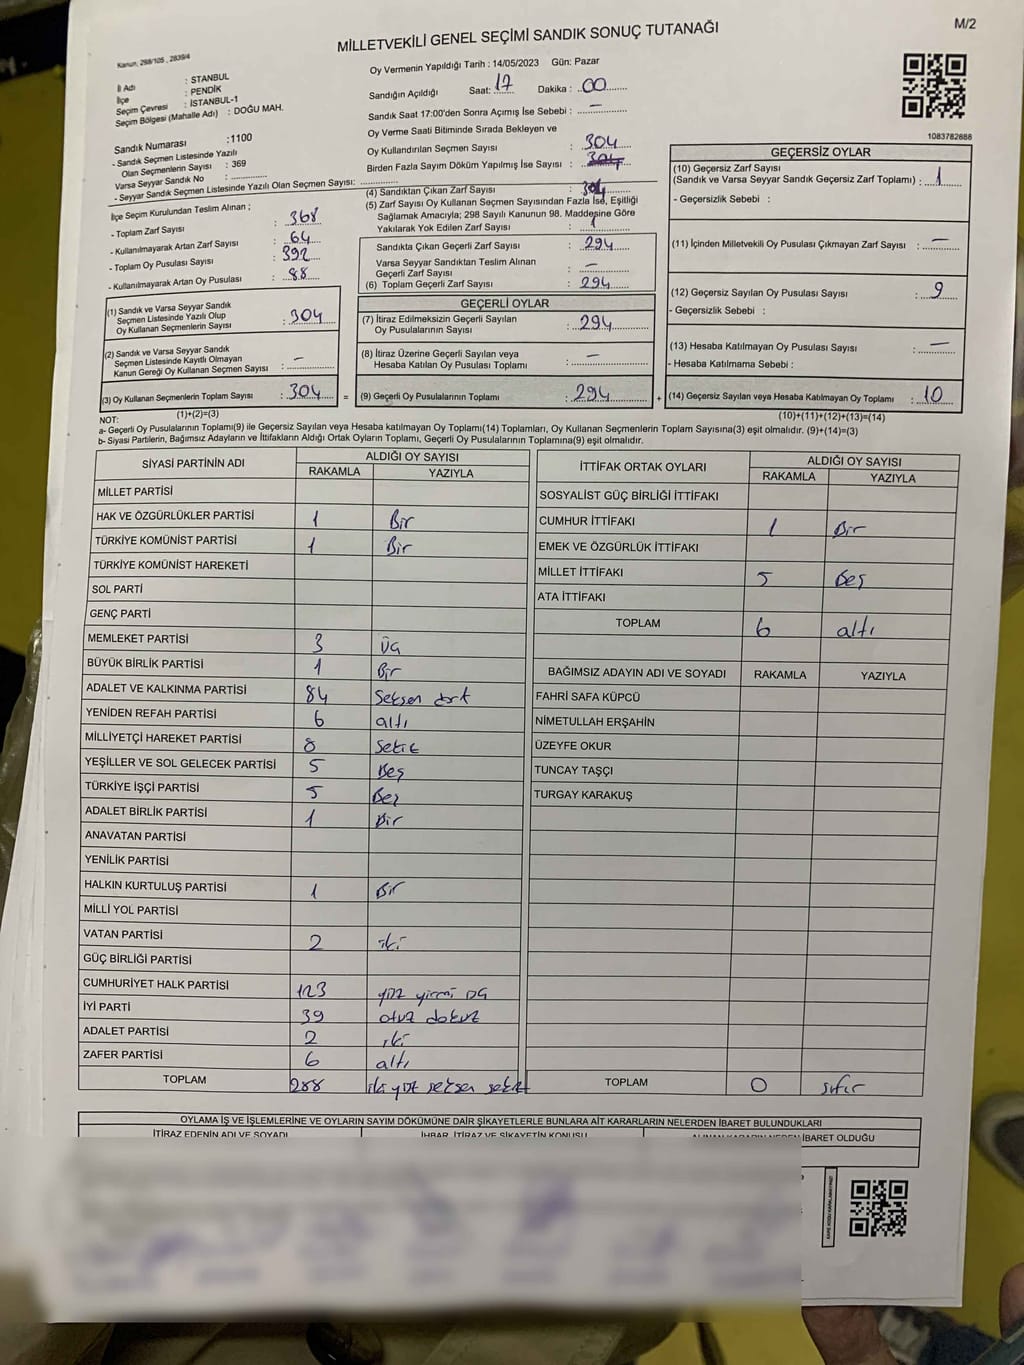 M/2
MİLLETVEKİLİ GENEL SEÇİMİ SANDIK SONUÇ TUTANAĞI
Kanun: 298/105 , 2839/4
İl Adı : STANBUL
İlçe : PENDİK
Seçim Çevresi : İSTANBUL-1
Seçim Bölgesi (Mahalle Adı) : DOĞU MAH.
Sandık Numarası :1100
- Sandık Seçmen Listesinde Yazılı
Olan Seçmenlerin Sayısı : 369
Varsa Seyyar Sandık No :
- Seyyar Sandık Seçmen Listesinde Yazılı Olan Seçmen Sayısı:
Oy Vermenin Yapıldığı Tarih : 14/05/2023 Gün: Pazar
Sandığın Açıldığı Saat: 17 Dakika : 00
Sandık Saat 17:00'den Sonra Açımış İse Sebebi : —
Oy Verme Saati Bitiminde Sırada Bekleyen ve
Oy Kullandırılan Seçmen Sayısı : 304
Birden Fazla Sayım Döküm Yapılmış İse Sayısı : 304
1083782888
İlçe Seçim Kurulundan Teslim Alınan ;
- Toplam Zarf Sayısı : 368
- Kullanılmayarak Artan Zarf Sayısı : 64
- Toplam Oy Pusulası Sayısı : 392
- Kullanılmayarak Artan Oy Pusulası : 88
(1) Sandık ve Varsa Seyyar Sandık
Seçmen Listesinde Yazılı Olup
Oy Kullanan Seçmenlerin Sayısı : 304
(2) Sandık ve Varsa Seyyar Sandık
Seçmen Listesinde Kayıtlı Olmayan
Kanun Gereği Oy Kullanan Seçmen Sayısı : —
(3) Oy Kullanan Seçmenlerin Toplam Sayısı : 304 =
(1)+(2)=(3)
(4) Sandıktan Çıkan Zarf Sayısı : 304
(5) Zarf Sayısı Oy Kullanan Seçmen Sayısından Fazla İse, Eşitliği
Sağlamak Amacıyla; 298 Sayılı Kanunun 98. Maddesine Göre
Yakılarak Yok Edilen Zarf Sayısı :
Sandıkta Çıkan Geçerli Zarf Sayısı : 294
Varsa Seyyar Sandıktan Teslim Alınan
Geçerli Zarf Sayısı : —
(6) Toplam Geçerli Zarf Sayısı : 294
GEÇERLİ OYLAR
(7) İtiraz Edilmeksizin Geçerli Sayılan
Oy Pusulalarının Sayısı : 294
(8) İtiraz Üzerine Geçerli Sayılan veya
Hesaba Katılan Oy Pusulası Toplamı : —
(9) Geçerli Oy Pusulalarının Toplamı : 294 +
GEÇERSİZ OYLAR
(10) Geçersiz Zarf Sayısı
(Sandık ve Varsa Seyyar Sandık Geçersiz Zarf Toplamı) : 1
- Geçersizlik Sebebi :
(11) İçinden Milletvekili Oy Pusulası Çıkmayan Zarf Sayısı : —
(12) Geçersiz Sayılan Oy Pusulası Sayısı : 9
- Geçersizlik Sebebi :
(13) Hesaba Katılmayan Oy Pusulası Sayısı : —
- Hesaba Katılmama Sebebi :
(14) Geçersiz Sayılan veya Hesaba Katılmayan Oy Toplamı : 10
(10)+(11)+(12)+(13)=(14)
NOT:
a- Geçerli Oy Pusulalarının Toplamı(9) ile Geçersiz Sayılan veya Hesaba katılmayan Oy Toplamı(14) Toplamları, Oy Kullanan Seçmenlerin Toplam Sayısına(3) eşit olmalıdır. (9)+(14)=(3)
b- Siyasi Partilerin, Bağımsız Adayların ve İttifakların Aldığı Ortak Oyların Toplamı, Geçerli Oy Pusulalarının Toplamına(9) eşit olmalıdır.
SİYASİ PARTİNİN ADI ALDIĞI OY SAYISI
RAKAMLA YAZIYLA
MİLLET PARTİSİ
HAK VE ÖZGÜRLÜKLER PARTİSİ 1 Bir
TÜRKİYE KOMÜNİST PARTİSİ 1 Bir
TÜRKİYE KOMÜNİST HAREKETİ
SOL PARTİ
GENÇ PARTİ
MEMLEKET PARTİSİ 3 üç
BÜYÜK BİRLİK PARTİSİ 1 Bir
ADALET VE KALKINMA PARTİSİ 84 Seksen dört
YENİDEN REFAH PARTİSİ 6 altı
MİLLİYETÇİ HAREKET PARTİSİ 8 Sekiz
YEŞİLLER VE SOL GELECEK PARTİSİ 5 Beş
TÜRKİYE İŞÇİ PARTİSİ 5 Beş
ADALET BİRLİK PARTİSİ 1 Bir
ANAVATAN PARTİSİ
YENİLİK PARTİSİ
HALKIN KURTULUŞ PARTİSİ 1 Bir
MİLLİ YOL PARTİSİ
VATAN PARTİSİ 2 iki
GÜÇ BİRLİĞİ PARTİSİ
CUMHURİYET HALK PARTİSİ 123 yüz yirmi üç
İYİ PARTİ 39 otuz dokuz
ADALET PARTİSİ 2 iki
ZAFER PARTİSİ 6 altı
TOPLAM 288 iki yüz seksen sekiz
İTTİFAK ORTAK OYLARI ALDIĞI OY SAYISI
RAKAMLA YAZIYLA
SOSYALİST GÜÇ BİRLİĞİ İTTİFAKI
CUMHUR İTTİFAKI 1 Bir
EMEK VE ÖZGÜRLÜK İTTİFAKI
MİLLET İTTİFAKI 5 Beş
ATA İTTİFAKI
TOPLAM 6 altı
BAĞIMSIZ ADAYIN ADI VE SOYADI RAKAMLA YAZIYLA
FAHRİ SAFA KÜPCÜ
NİMETULLAH ERŞAHİN
ÜZEYFE OKUR
TUNCAY TAŞÇI
TURGAY KARAKUŞ
TOPLAM 0 sıfır
OYLAMA İŞ VE İŞLEMLERİNE VE OYLARIN SAYIM DÖKÜMÜNE DAİR ŞİKAYETLERLE BUNLARA AİT KARARLARIN NELERDEN İBARET BULUNDUKLARI
İTİRAZ EDENİN ADI VE SOYADI İHBAR, İTİRAZ VE ŞİKAYETİN KONUSU İBARET OLDUĞU